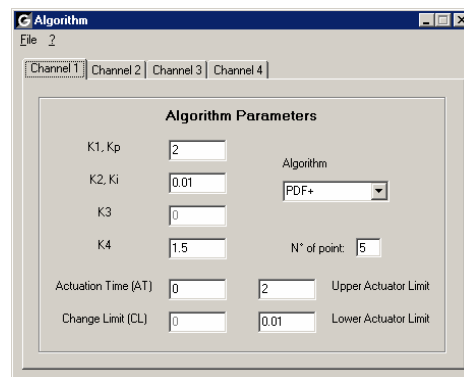 Algorithm
File ?
Channel 1 Channel 2 Channel 3 Channel 4
Algorithm Parameters
K1, Kp 2
Algorithm
K2, Ki 0.01
PDF+
K3 0
K4 1.5 N° of point: 5
Actuation Time (AT) 0 2 Upper Actuator Limit
Change Limit (CL) 0 0.01 Lower Actuator Limit